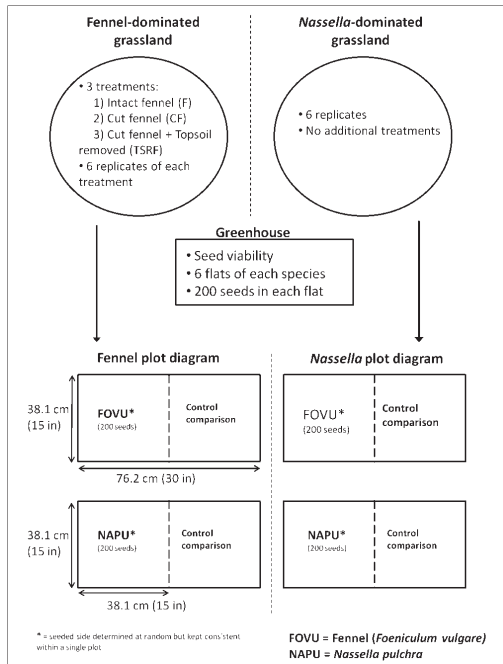 Fennel-dominated
grassland
Nassella-dominated
grassland
• 3 treatments:
1) Intact fennel (F)
2) Cut fennel (CF)
3) Cut fennel + Topsoil
removed (TSRF)
• 6 replicates of each
treatment
• 6 replicates
• No additional treatments
Greenhouse
• Seed viability
• 6 flats of each species
• 200 seeds in each flat
Fennel plot diagram
Nassella plot diagram
38.1 cm
(15 in)
FOVU*
(200 seeds)
Control
comparison
76.2 cm (30 in)
FOVU*
(200 seeds)
Control
comparison
38.1 cm
(15 in)
NAPU*
(200 seeds)
Control
comparison
38.1 cm (15 in)
NAPU*
(200 seeds)
Control
comparison
* = seeded side determined at random but kept consistent
within a single plot
FOVU = Fennel (Foeniculum vulgare)
NAPU = Nassella pulchra